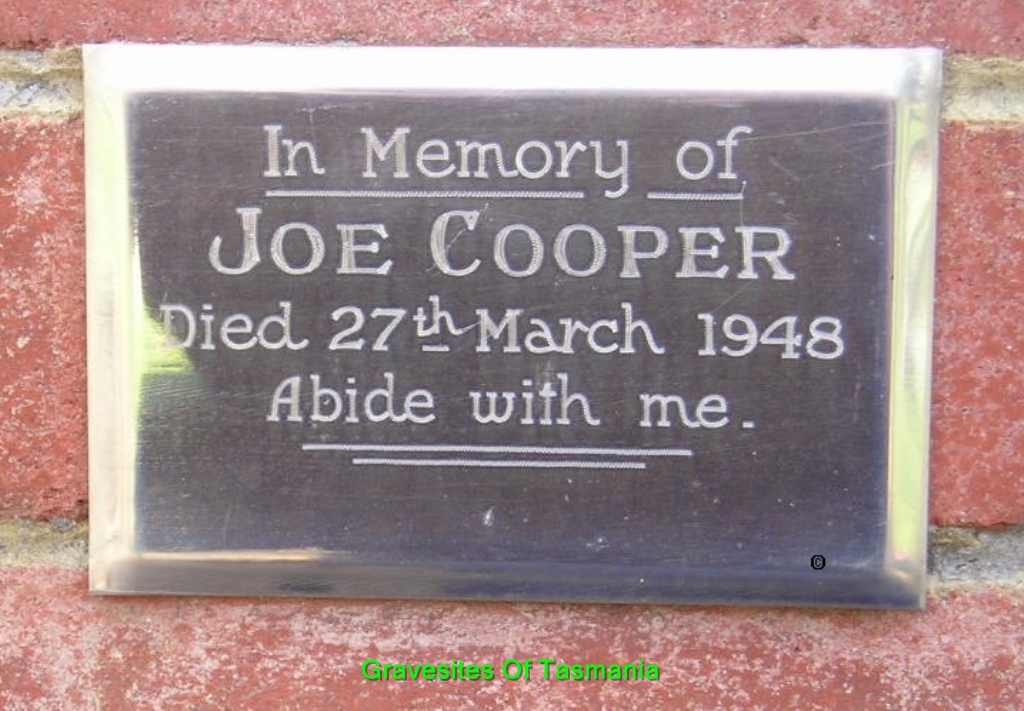 In Memory of
JOE COOPER
Died 27th March 1948
Abide with me.
©
Gravesites Of Tasmania